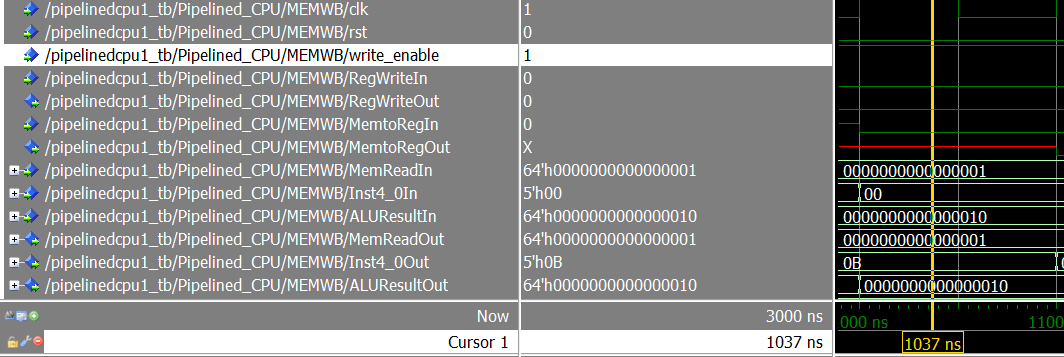 /pipelinedcpu1_tb/Pipelined_CPU/MEMWB/clk 1
/pipelinedcpu1_tb/Pipelined_CPU/MEMWB/rst 0
/pipelinedcpu1_tb/Pipelined_CPU/MEMWB/write_enable 1
/pipelinedcpu1_tb/Pipelined_CPU/MEMWB/RegWriteIn 0
/pipelinedcpu1_tb/Pipelined_CPU/MEMWB/RegWriteOut 0
/pipelinedcpu1_tb/Pipelined_CPU/MEMWB/MemtoRegIn 0
/pipelinedcpu1_tb/Pipelined_CPU/MEMWB/MemtoRegOut X
/pipelinedcpu1_tb/Pipelined_CPU/MEMWB/MemReadIn 64'h0000000000000001 0000000000000001
/pipelinedcpu1_tb/Pipelined_CPU/MEMWB/Inst4_0In 5'h00 00
/pipelinedcpu1_tb/Pipelined_CPU/MEMWB/ALUResultIn 64'h0000000000000010 0000000000000010
/pipelinedcpu1_tb/Pipelined_CPU/MEMWB/MemReadOut 64'h0000000000000001 0000000000000001
/pipelinedcpu1_tb/Pipelined_CPU/MEMWB/Inst4_0Out 5'h0B 0B
/pipelinedcpu1_tb/Pipelined_CPU/MEMWB/ALUResultOut 64'h0000000000000010 0000000000000010
Now 3000 ns 000 ns 1100
Cursor 1 1037 ns 1037 ns